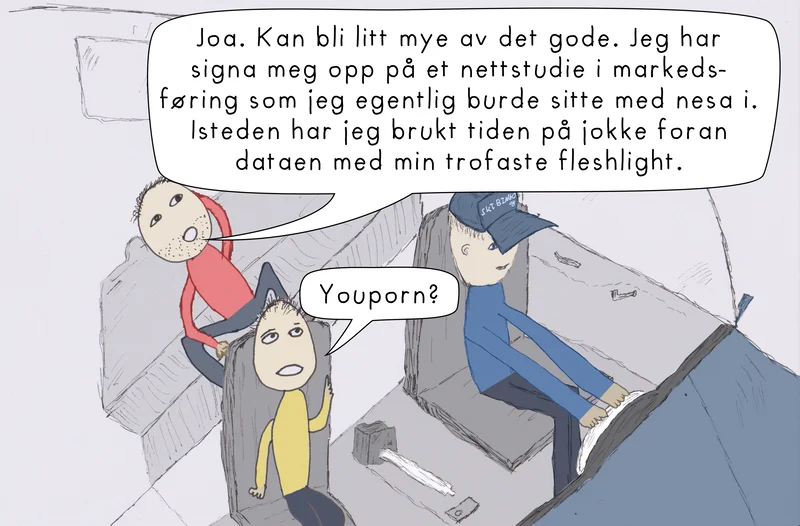 Joa. Kan bli litt mye av det gode. Jeg har
signa meg opp på et nettstudie i markeds-
føring som jeg egentlig burde sitte med nesa i.
Isteden har jeg brukt tiden på jokke foran
dataen med min trofaste fleshlight.
Youporn?
SKI BINGO